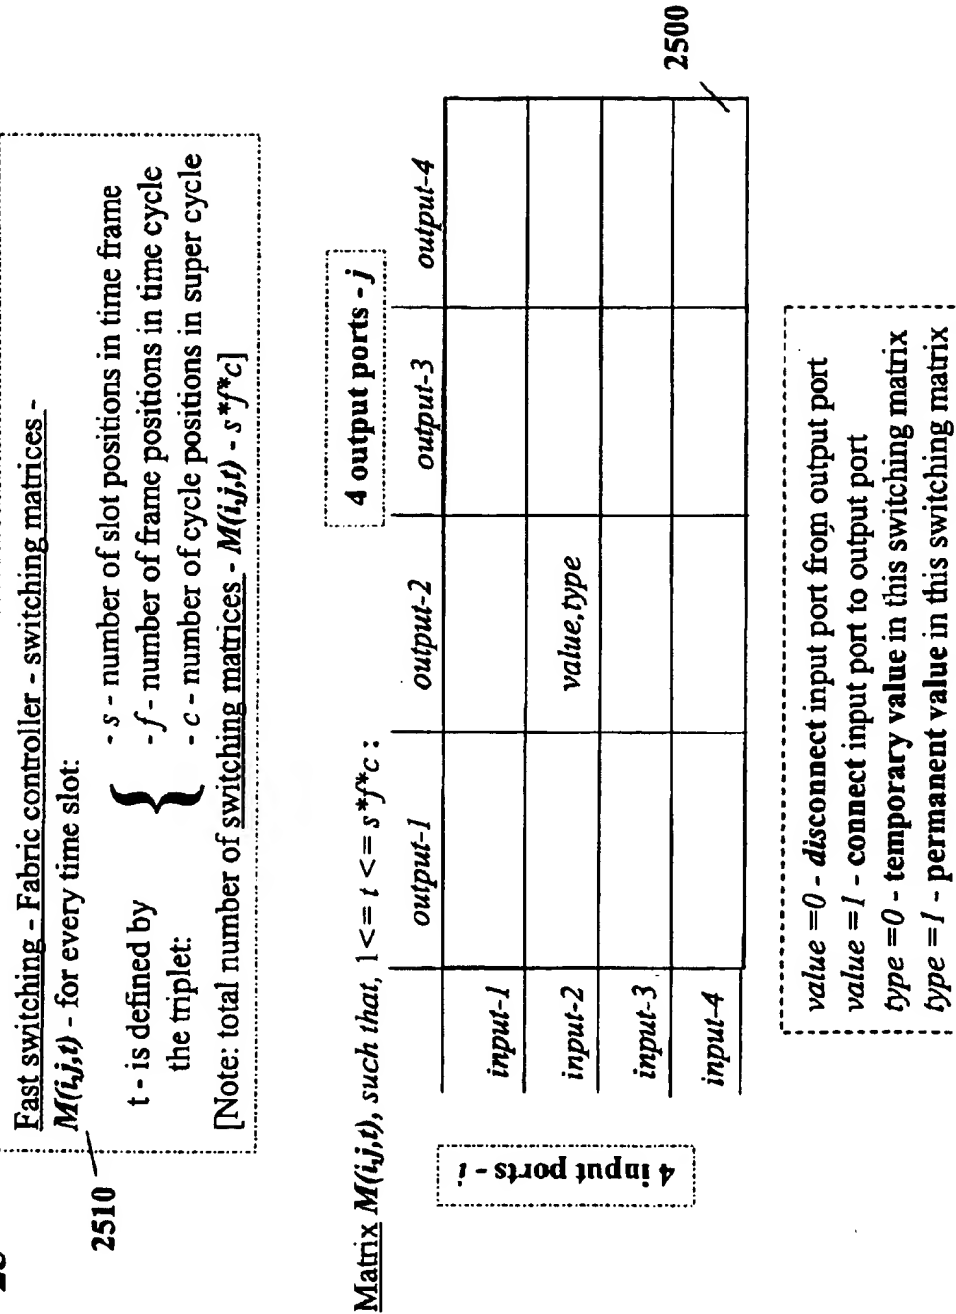 Fast switching - Fabric controller - switching matrices -
M(i,j,t) - for every time slot:
t - is defined by
the triplet:
{
- s - number of slot positions in time frame
- f - number of frame positions in time cycle
- c - number of cycle positions in super cycle
[Note: total number of switching matrices - M(i,j,t) - s*f*c]
2510
Matrix M(i,j,t), such that, 1<= t <= s*f*c :
4 output ports - j
output-1 output-2 output-3 output-4
4 input ports - i
input-1
input-2 value,type
input-3
input-4
2500
value =0 - disconnect input port from output port
value =1 - connect input port to output port
type =0 - temporary value in this switching matrix
type =1 - permanent value in this switching matrix